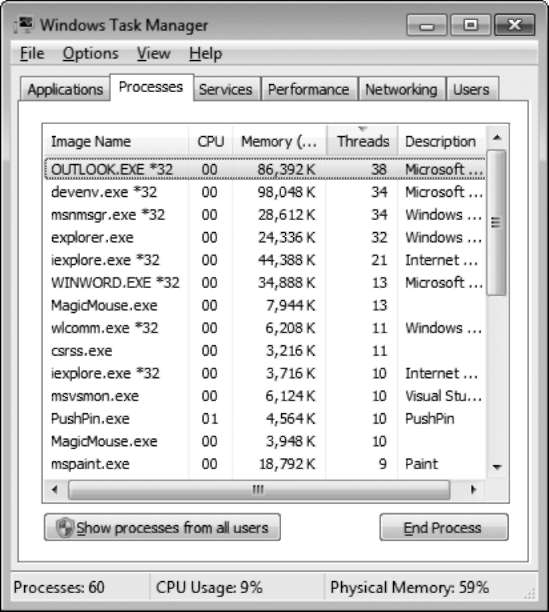 Windows Task Manager
File Options View Help
Applications Processes Services Performance Networking Users
Image Name CPU Memory (... Threads Description
OUTLOOK.EXE *32 00 86,392 K 38 Microsoft ...
devenv.exe *32 00 98,048 K 34 Microsoft ...
msnmsgr.exe *32 00 28,612 K 34 Windows ...
explorer.exe 00 24,336 K 32 Windows ...
iexplore.exe *32 00 44,388 K 21 Internet ...
WINWORD.EXE *32 00 34,888 K 13 Microsoft ...
MagicMouse.exe 00 7,944 K 13
wlcomm.exe *32 00 6,208 K 11 Windows ...
csrss.exe 00 3,216 K 11
iexplore.exe *32 00 3,716 K 10 Internet ...
msvsmon.exe 00 6,124 K 10 Visual Stu...
PushPin.exe 01 4,564 K 10 PushPin
MagicMouse.exe 00 3,948 K 10
mspaint.exe 00 18,792 K 9 Paint
Show processes from all users End Process
Processes: 60 CPU Usage: 9% Physical Memory: 59%